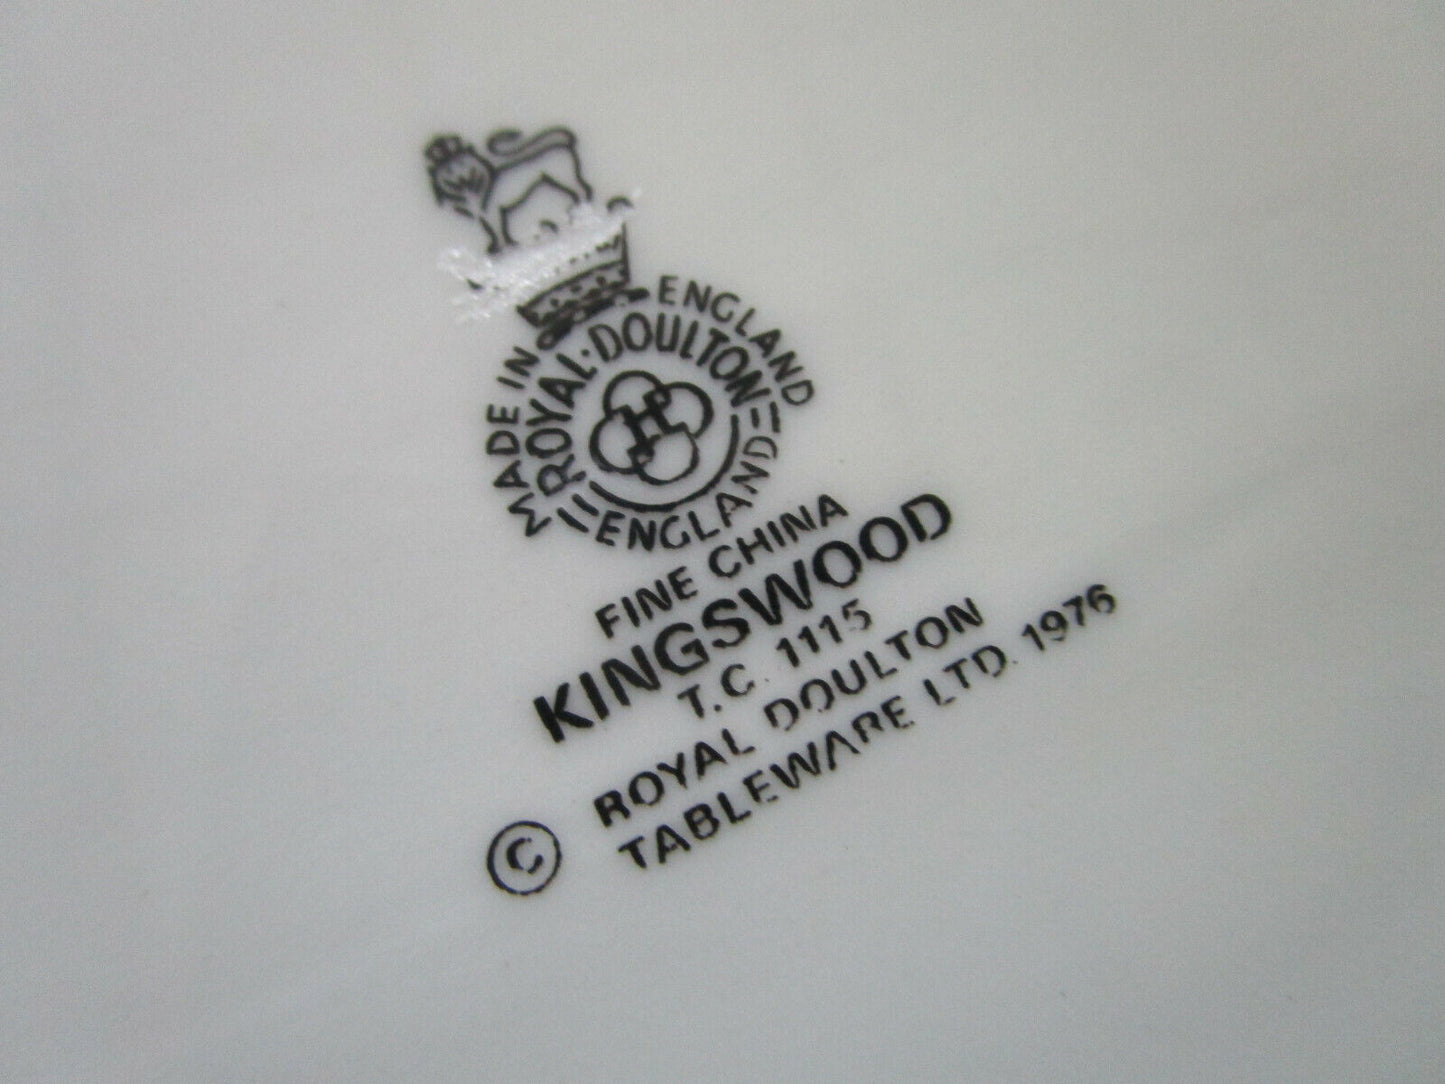 MADE IN ENGLAND
ROYAL·DOULTON
ENGLAND
FINE CHINA
KINGSWOOD
T.C. 1115
© ROYAL DOULTON
TABLEWARE LTD. 1976